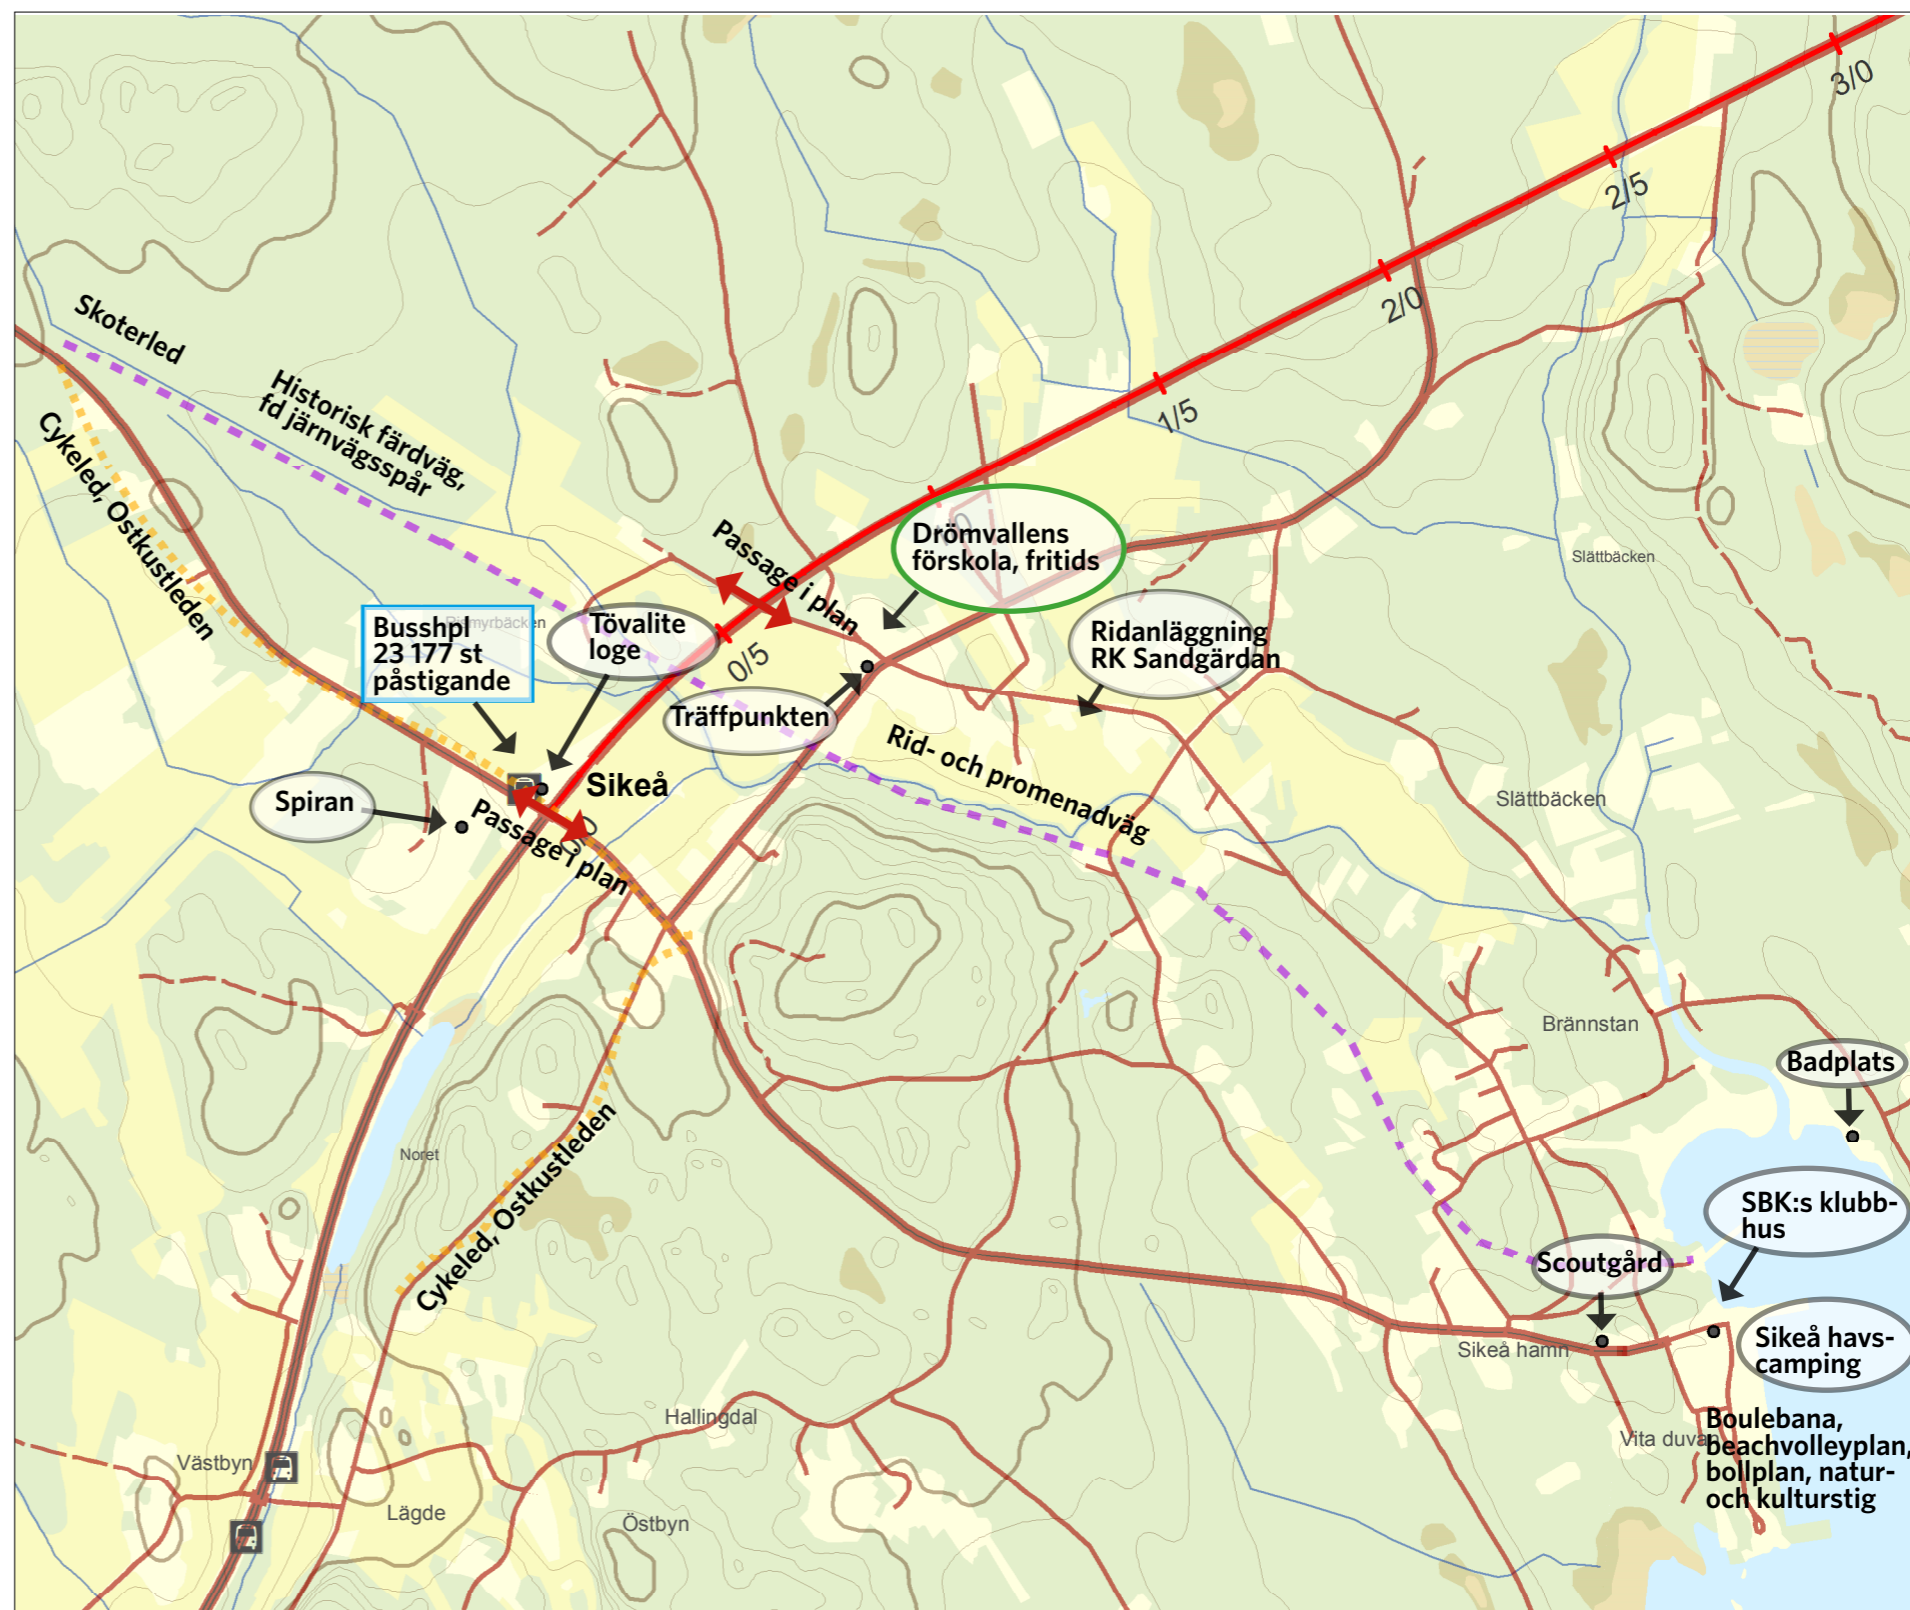 3/0
2/5
2/0
1/5
Skoterled
Historisk färdväg,
fd järnvägsspår
Cykeled, Ostkustleden
Passage i plan
Drömvallens
förskola, fritids
Slättbäcken
Busshpl
23 177 st
påstigande
Tövalite
loge
0/5
Ridanläggning
RK Sandgärdan
Träffpunkten
Rid- och promenadväg
Sikeå
Spiran
Passage i plan
Slättbäcken
Brännstan
Badplats
Noret
Cykeled, Ostkustleden
SBK:s klubb-
hus
Scoutgård
Sikeå hamn
Sikeå havs-
camping
Hallingdal
Vita duvan
Boulebana,
beachvolleyplan,
bollplan, natur-
och kulturstig
Västbyn
Lägde
Östbyn